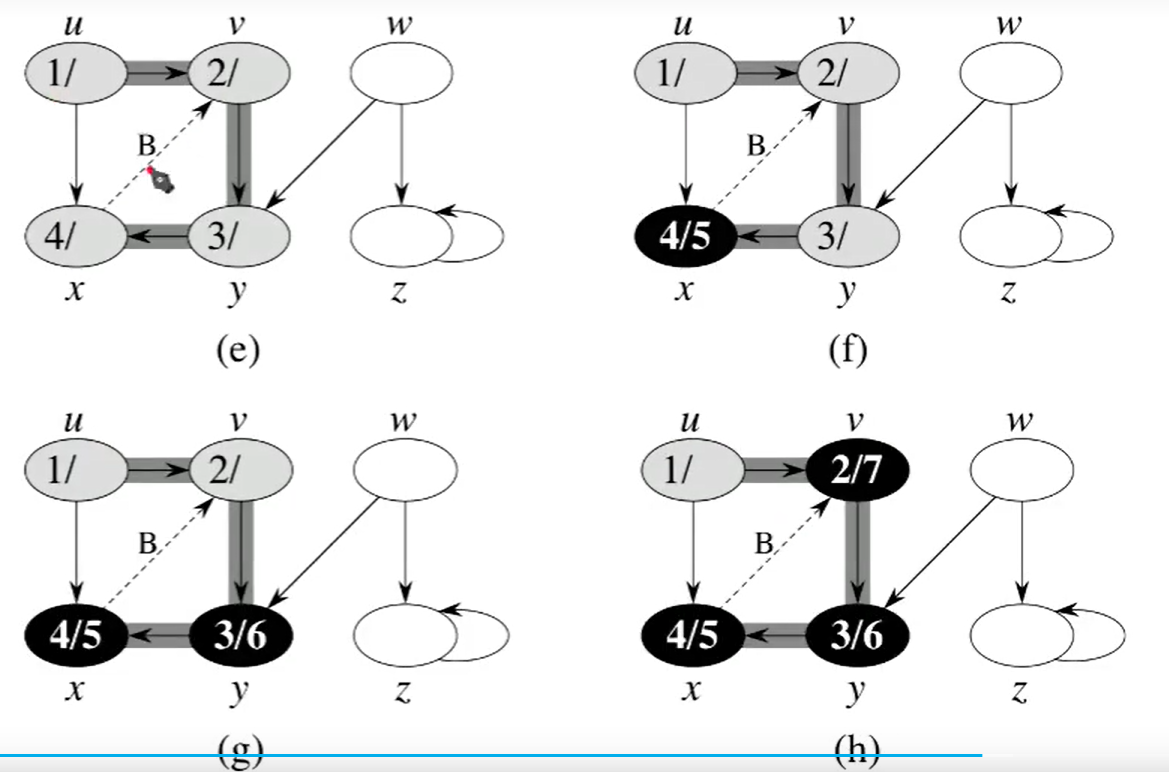 u v w u v w
1/ 2/ 1/ 2/
B B
4/ 3/ 4/5 3/
x y z x y z
(e) (f)
u v w u v w
1/ 2/ 1/ 2/7
B B
4/5 3/6 4/5 3/6
x y z x y z
(g) (h)